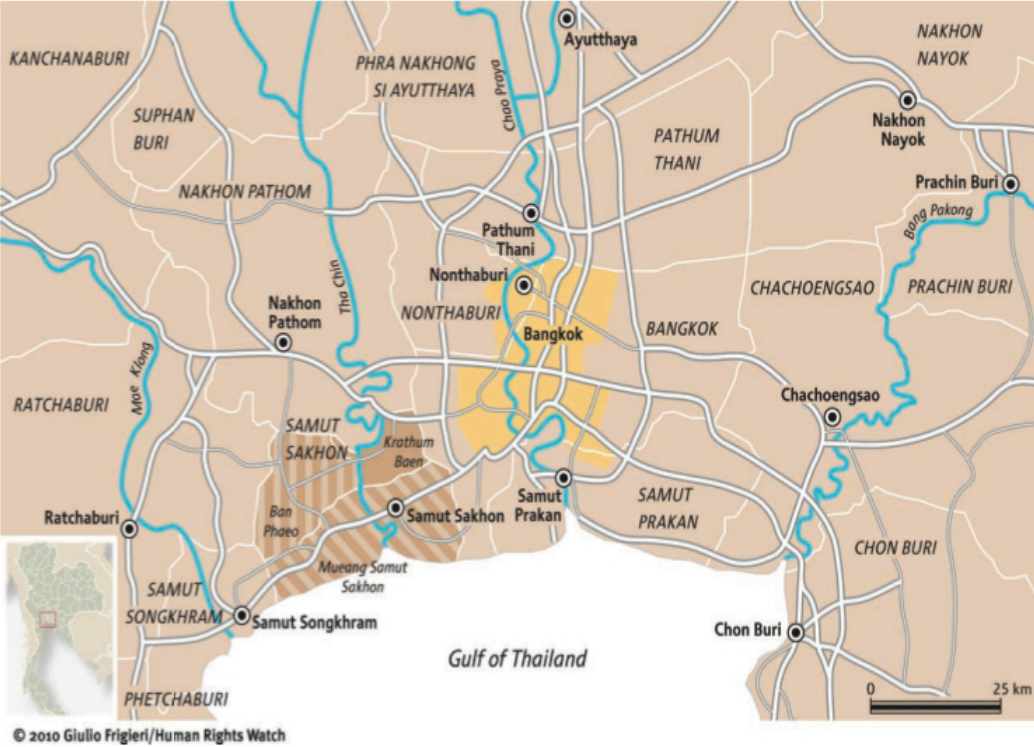 KANCHANABURI
SUPHAN
BURI
PHRA NAKHONG
SI AYUTTHAYA
Chao Praya
Ayutthaya
NAKHON
NAYOK
Nakhon
Nayok
PATHUM
THANI
Prachin Buri
Bang Pakong
NAKHON PATHOM
Pathum
Thani
Nonthaburi
Tha Chin
NONTHABURI
Bangkok
BANGKOK
CHACHOENGSAO
PRACHIN BURI
Nakhon
Pathom
Mae Klong
RATCHABURI
Chachoengsao
SAMUT
SAKHON
Krathum
Baen
Ban
Phaeo
Samut Sakhon
Samut
Prakan
SAMUT
PRAKAN
Ratchaburi
CHON BURI
Mueang Samut
Sakhon
SAMUT
SONGKHRAM
Samut Songkhram
Chon Buri
Gulf of Thailand
PHETCHABURI
0 25 km
© 2010 Giulio Frigieri/Human Rights Watch